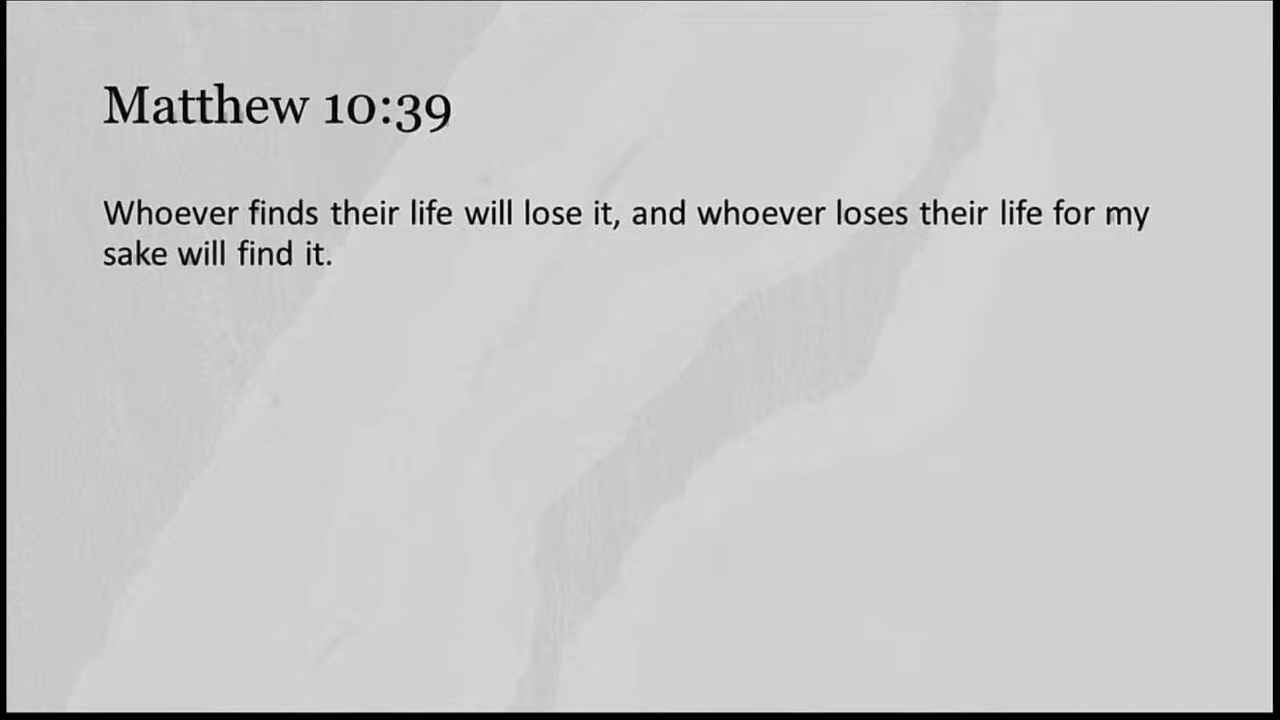 Matthew 10:39
Whoever finds their life will lose it, and whoever loses their life for my
sake will find it.